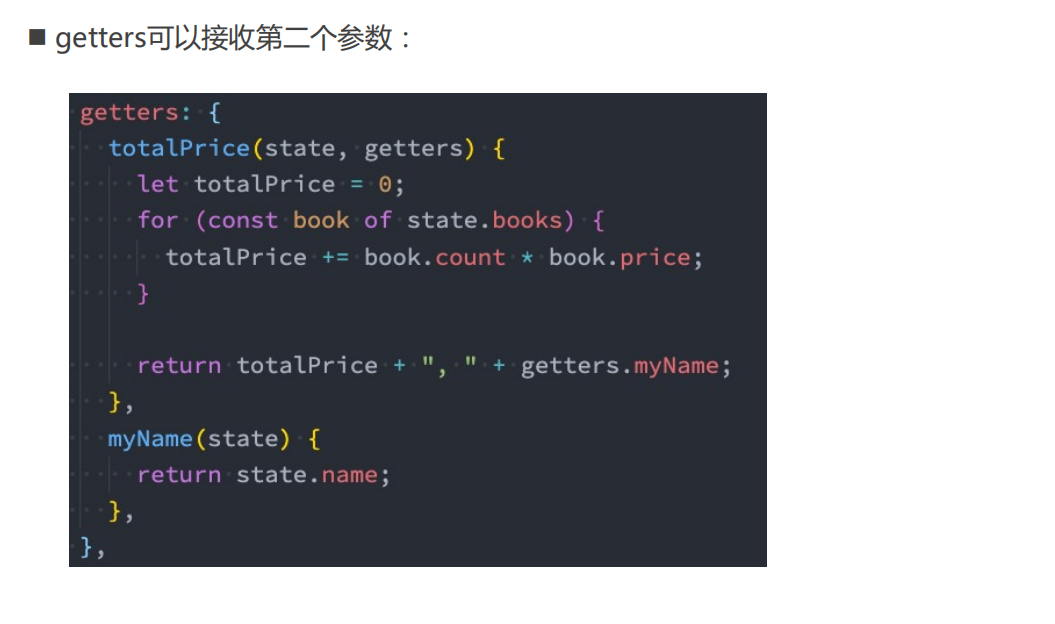 ■ getters可以接收第二个参数：
getters: {
  totalPrice(state, getters) {
    let totalPrice = 0;
    for (const book of state.books) {
      totalPrice += book.count * book.price;
    }

    return totalPrice + ", " + getters.myName;
  },
  myName(state) {
    return state.name;
  },
},